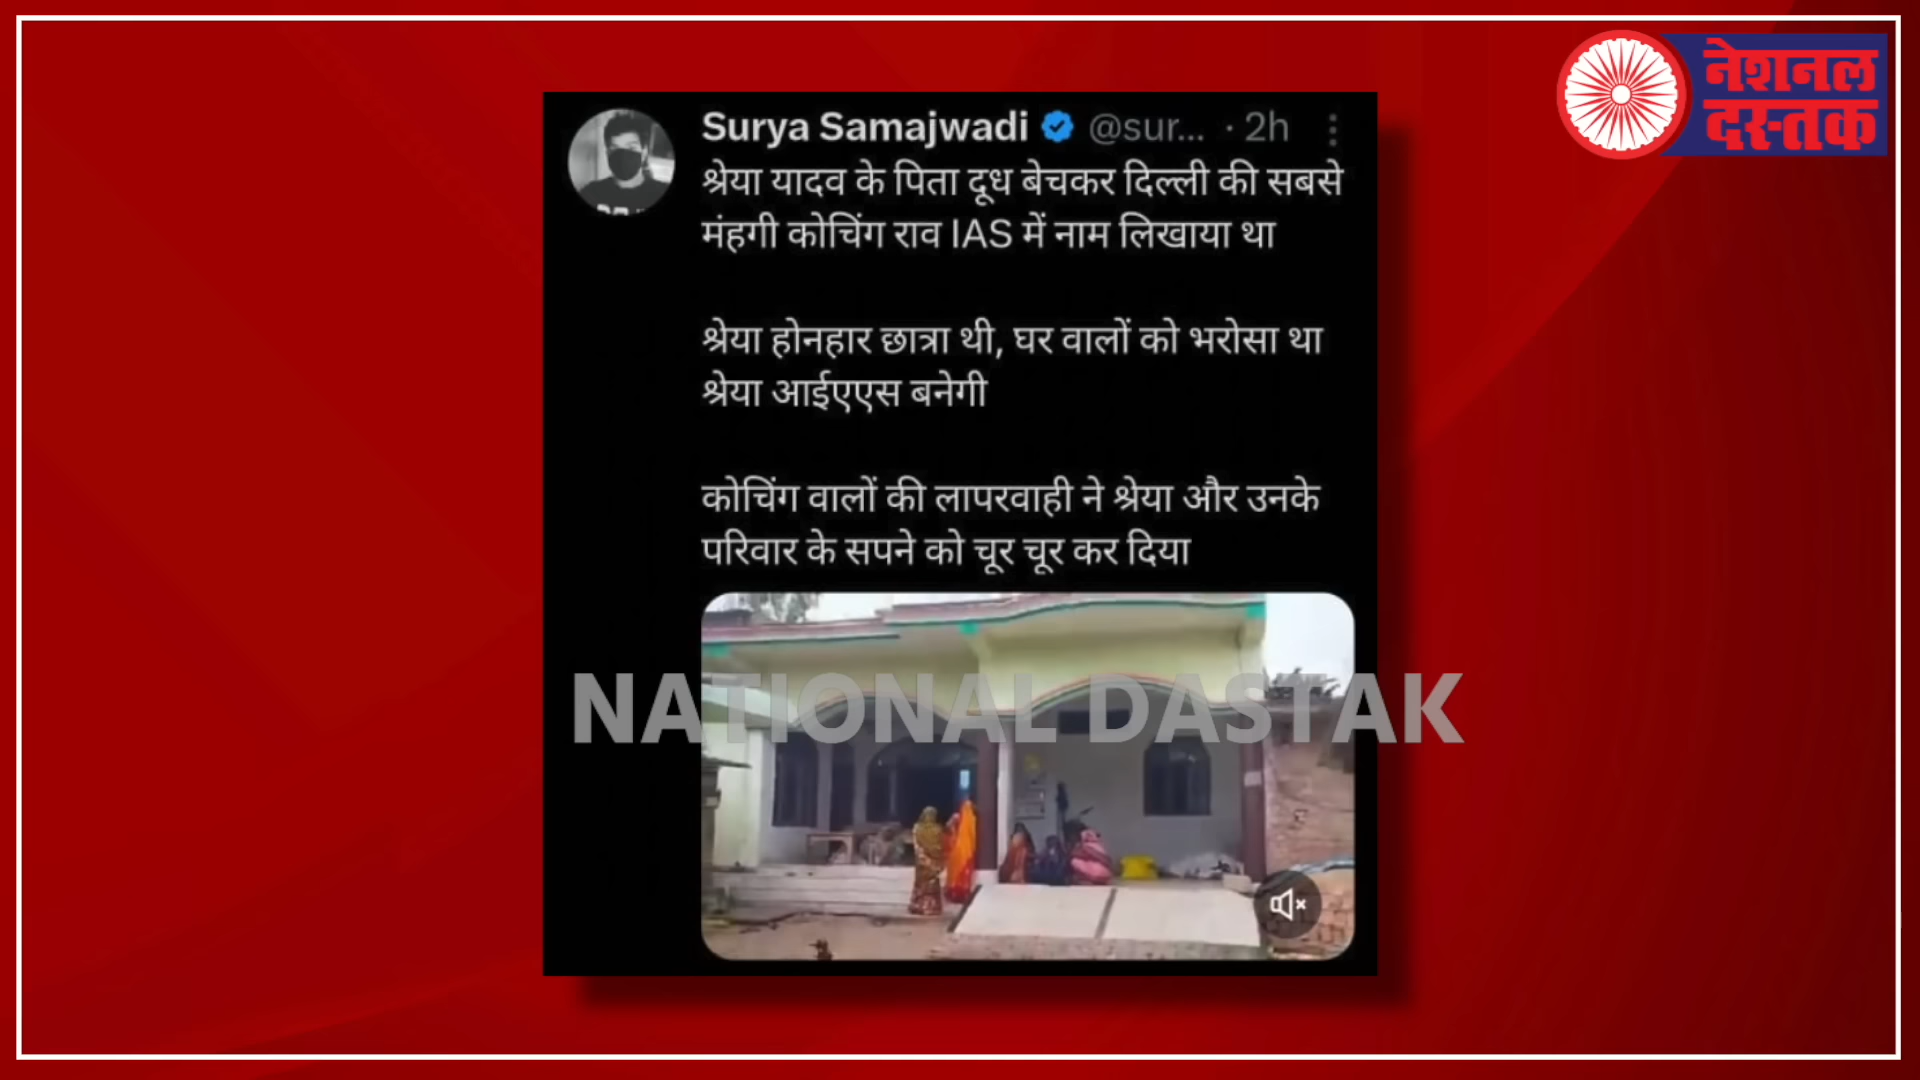 नेशनल
दस्तक
Surya Samajwadi @sur... · 2h
श्रेया यादव के पिता दूध बेचकर दिल्ली की सबसे
मंहगी कोचिंग राव IAS में नाम लिखाया था
श्रेया होनहार छात्रा थी, घर वालों को भरोसा था
श्रेया आईएएस बनेगी
कोचिंग वालों की लापरवाही ने श्रेया और उनके
परिवार के सपने को चूर चूर कर दिया
NATIONAL DASTAK